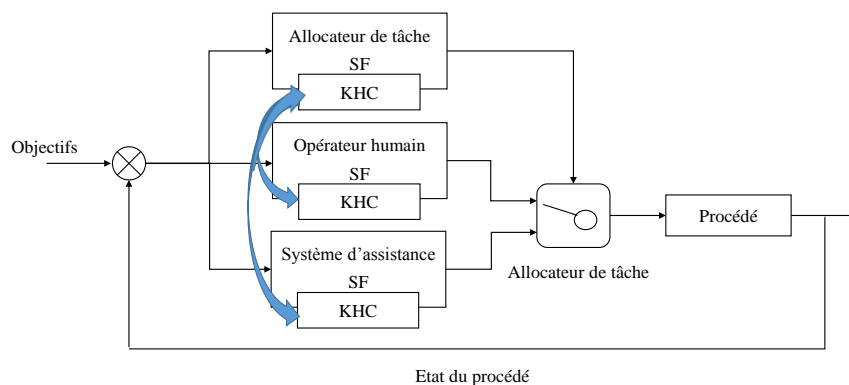 Allocateur de tâche
SF
KHC
Objectifs
Opérateur humain
SF
KHC
Procédé
Système d'assistance
SF
KHC
Allocateur de tâche
Etat du procédé